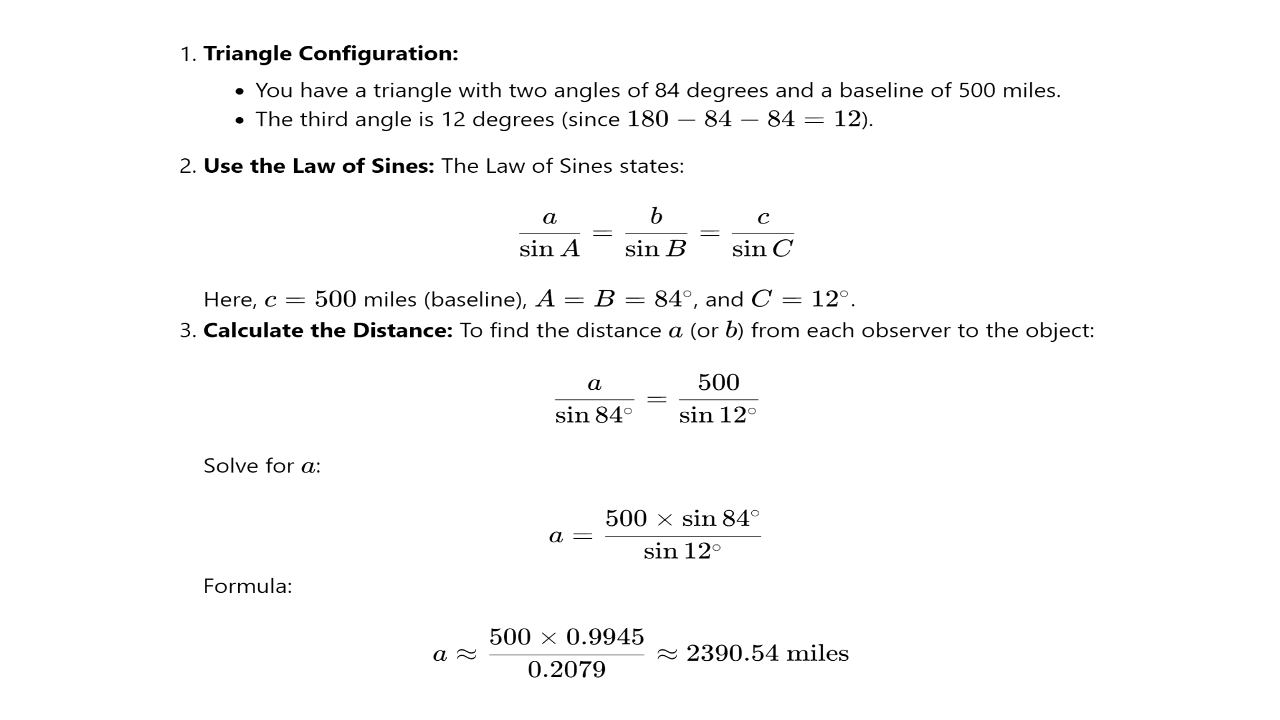 1. Triangle Configuration:
• You have a triangle with two angles of 84 degrees and a baseline of 500 miles.
• The third angle is 12 degrees (since 180 − 84 − 84 = 12).
2. Use the Law of Sines: The Law of Sines states:
a/sin A = b/sin B = c/sin C
Here, c = 500 miles (baseline), A = B = 84°, and C = 12°.
3. Calculate the Distance: To find the distance a (or b) from each observer to the object:
a/sin 84° = 500/sin 12°
Solve for a:
a = 500 × sin 84°/sin 12°
Formula:
a ≈ 500 × 0.9945/0.2079 ≈ 2390.54 miles